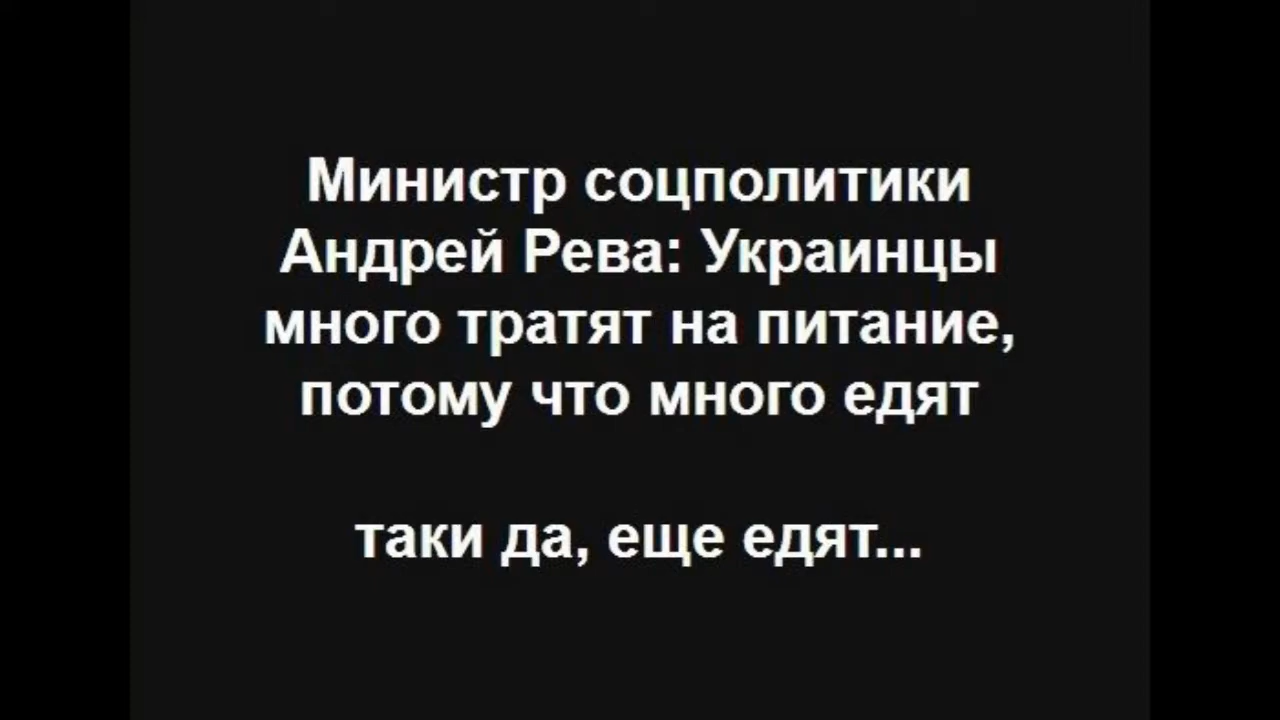 Министр соцполитики
Андрей Рева: Украинцы
много тратят на питание,
потому что много едят
таки да, еще едят...